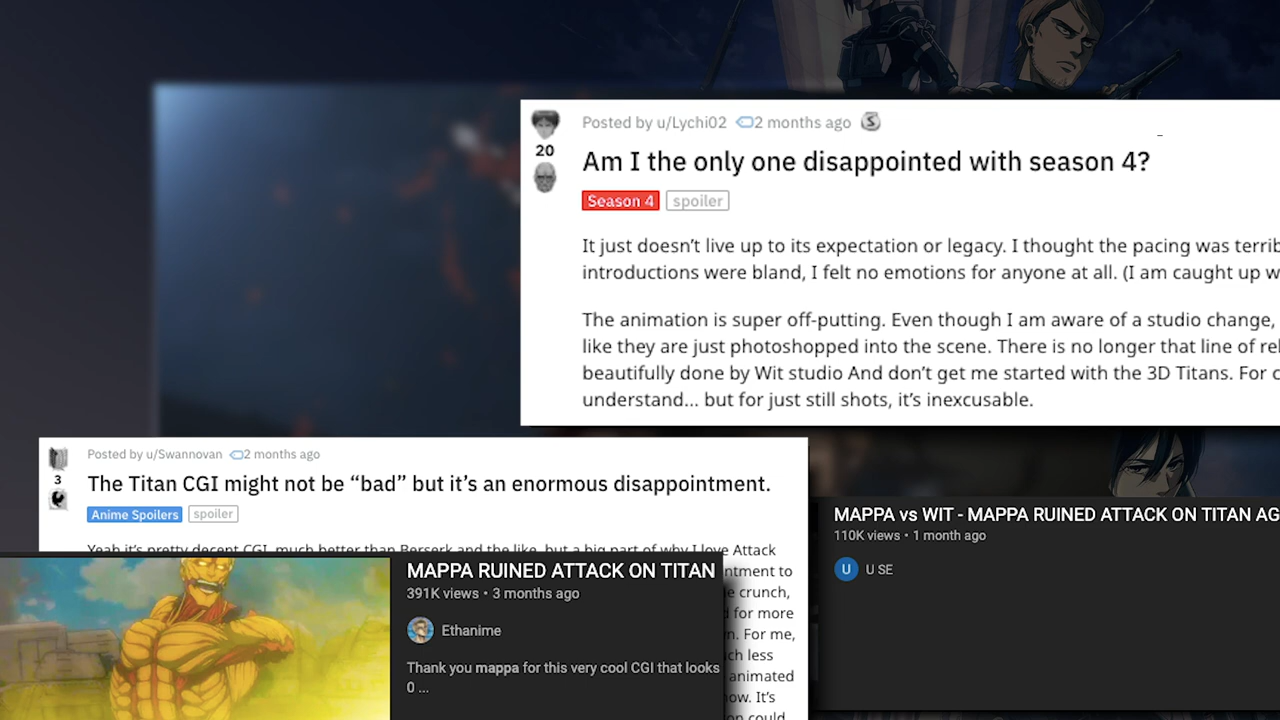 Posted by u/Lychi02 2 months ago
20
Am I the only one disappointed with season 4?
Season 4 spoiler
It just doesn't live up to its expectation or legacy. I thought the pacing was
introductions were bland, I felt no emotions for anyone at all. (I am caught up
The animation is super off-putting. Even though I am aware of a studio change,
like they are just photoshopped into the scene. There is no longer that line of
beautifully done by Wit studio And don't get me started with the 3D Titans. For
understand... but for just still shots, it's inexcusable.
Posted by u/Swannovan 2 months ago
3
The Titan CGI might not be “bad” but it's an enormous disappointment.
Anime Spoilers spoiler
Yeah it's pretty decent CGI, much better than Berserk and the like, but a big part of why I love Attack
to
crunch,
for more
For me,
less
animated
It's
could
MAPPA RUINED ATTACK ON TITAN
391K views • 3 months ago
Ethanime
Thank you mappa for this very cool CGI that looks
0 ...
MAPPA vs WIT - MAPPA RUINED ATTACK ON TITAN
110K views • 1 month ago
U U SE